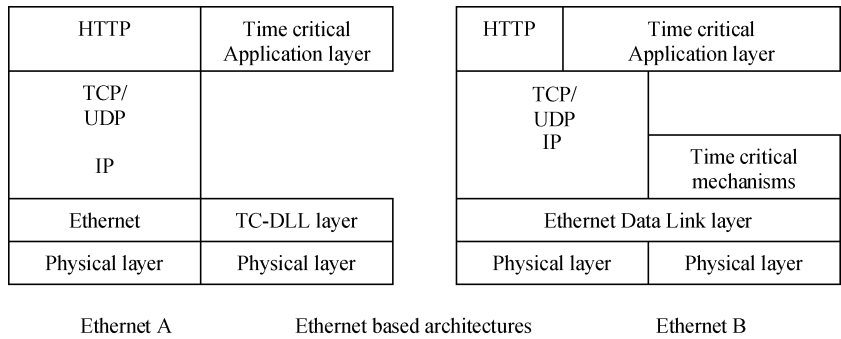 HTTP
Time critical
Application layer
TCP/
UDP
IP
Ethernet
TC-DLL layer
Physical layer
Physical layer
HTTP
Time critical
Application layer
TCP/
UDP
IP
Time critical
mechanisms
Ethernet Data Link layer
Physical layer
Physical layer
Ethernet A
Ethernet based architectures
Ethernet B